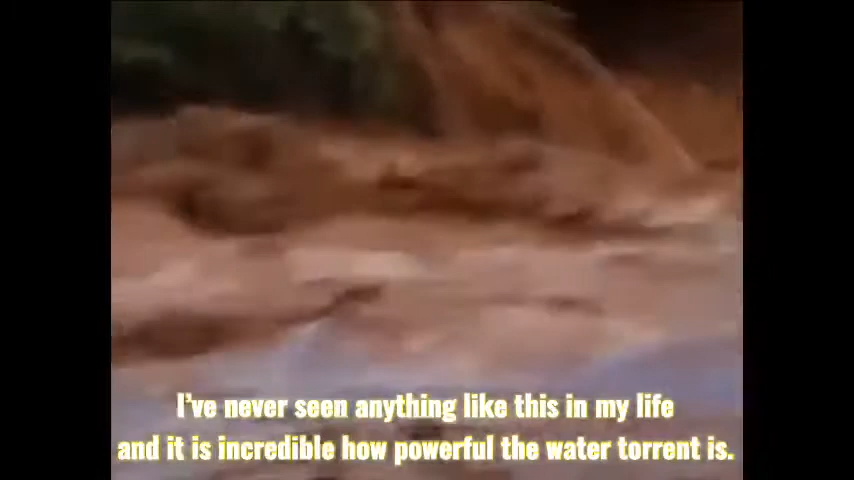 I've never seen anything like this in my life
and it is incredible how powerful the water torrent is.